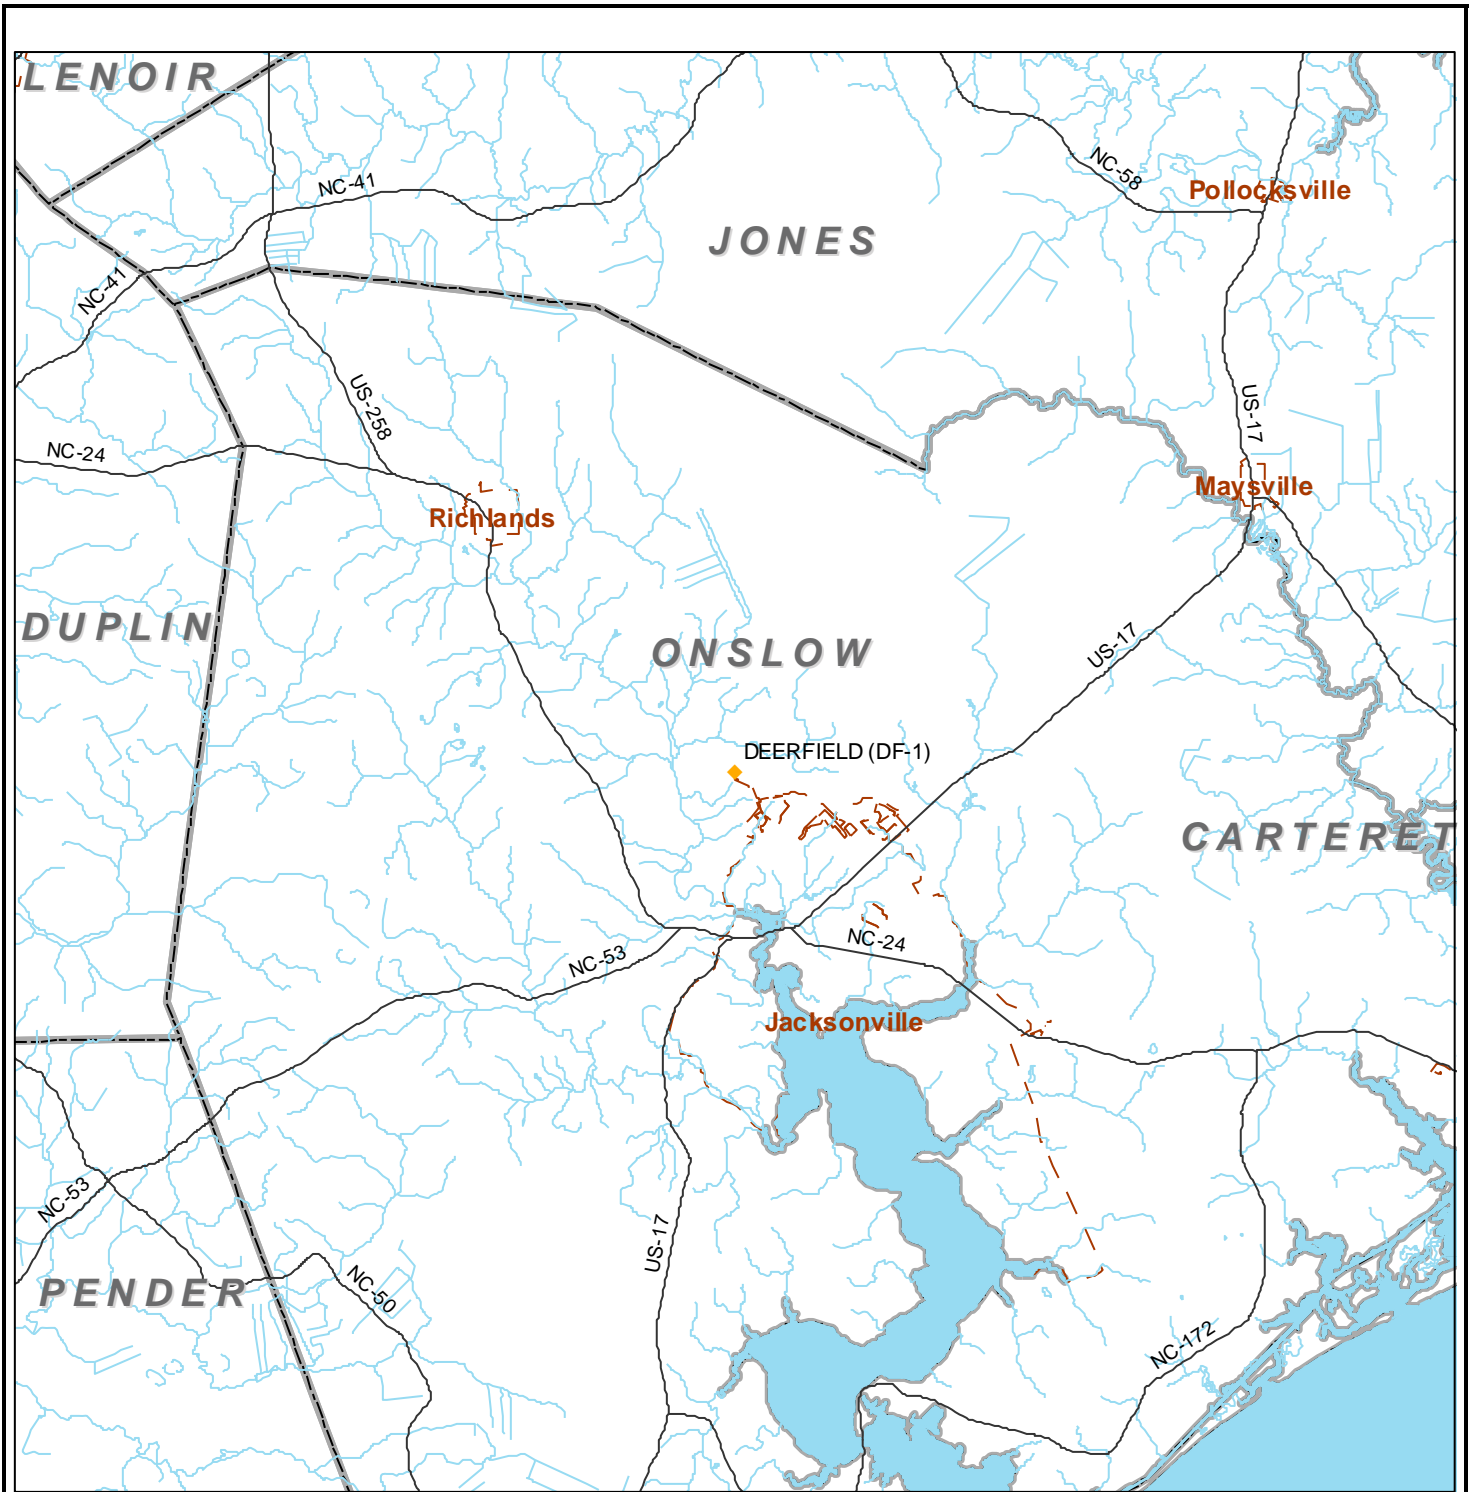 LENOIR
NC-41
NC-58
Pollocksville
JONES
NC-41
US-258
US-17
NC-24
Maysville
Richlands
DUPLIN
ONSLOW
US-17
DEERFIELD (DF-1)
CARTERET
NC-53
NC-24
Jacksonville
NC-53
US-17
PENDER
NC-50
NC-172